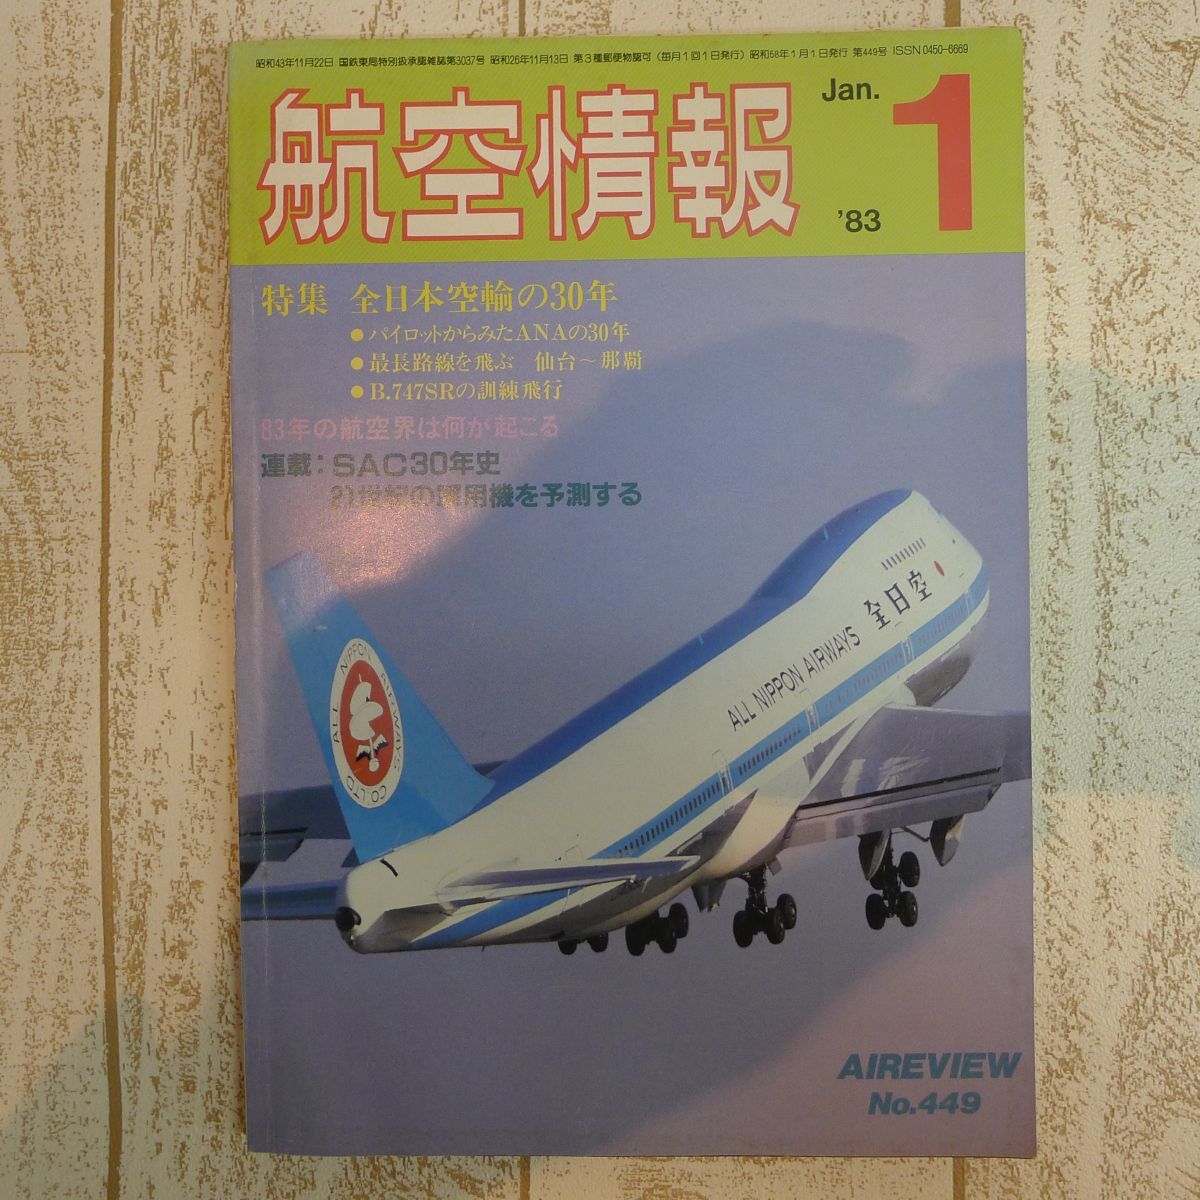 昭和43年11月22日 国鉄東局特別扱承認雑誌第3037号 昭和26年11月13日 第3種郵便物認可（毎月1回1日発行）昭和58年1月1日発行 第449号 ISSN 0450-6669
航空情報
Jan.
1
'83
特集 全日本空輸の30年
●パイロットからみたANAの30年
●最長路線を飛ぶ 仙台〜那覇
●B.747SRの訓練飛行
83年の航空界は何が起こる
連載：SAC30年史
21世紀の軍用機を予測する
全日空
ALL NIPPON AIRWAYS
ALL NIPPON AIRWAYS CO. LTD.
AIREVIEW
No.449